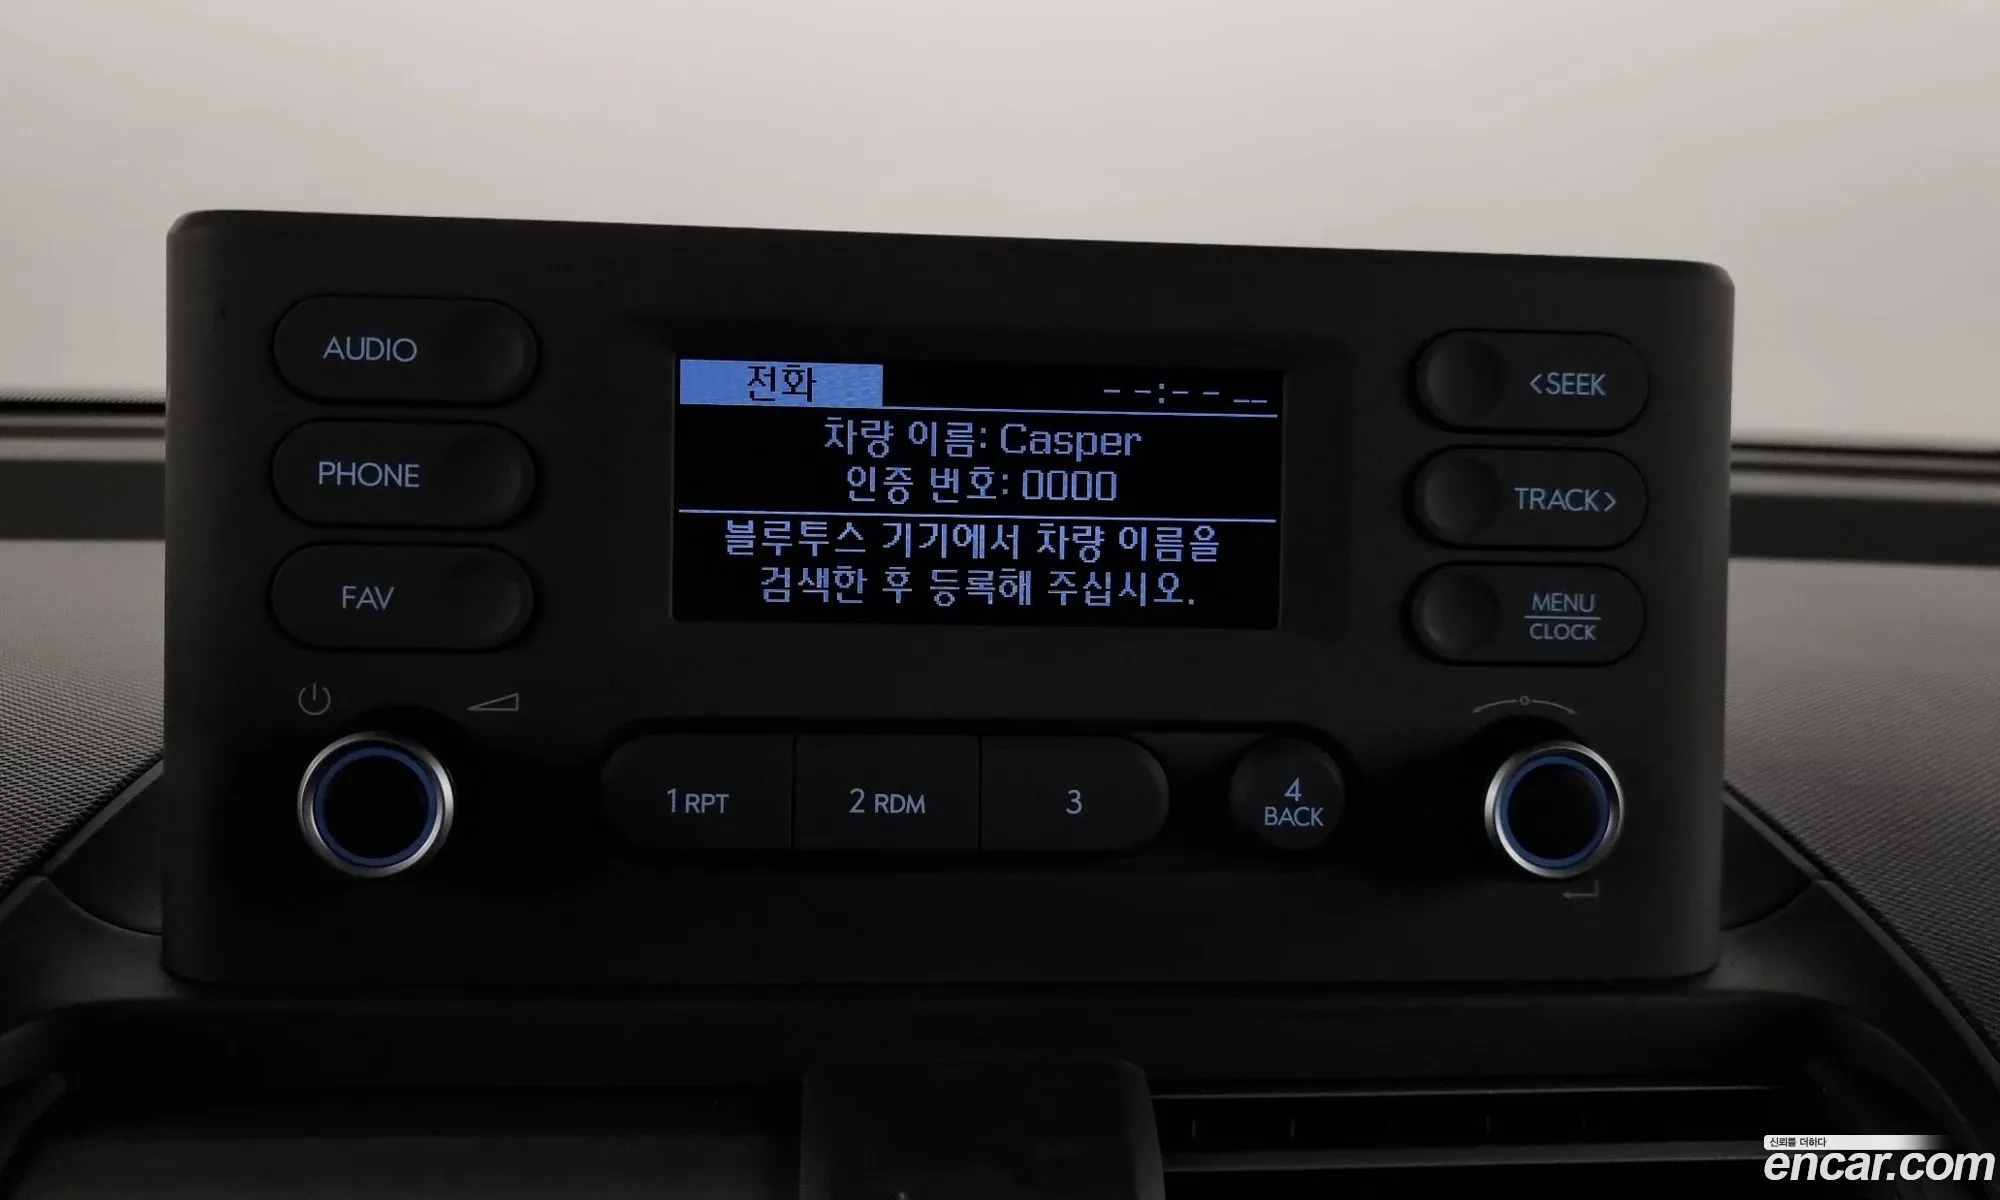 AUDIO
PHONE
FAV
전화
--:-- __
차량 이름: Casper
인증 번호: 0000
블루투스 기기에서 차량 이름을
검색한 후 등록해 주십시오.
<SEEK
TRACK>
MENU
CLOCK
1 RPT
2 RDM
3
4
BACK
신뢰를 더하다
encar.com